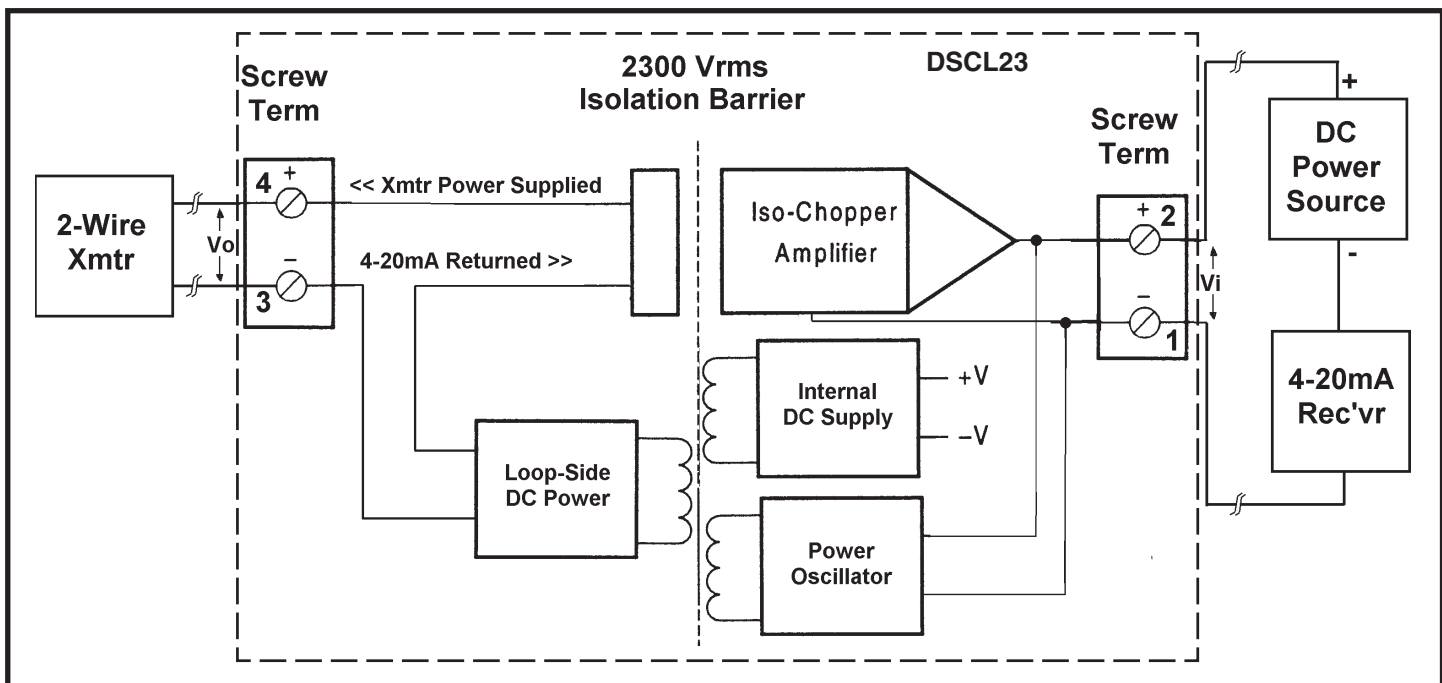 2300 Vrms
Isolation Barrier
DSCL23
Screw
Term
Screw
Term
+
DC
Power
Source
-
2-Wire
Xmtr
Vo
4 +
<< Xmtr Power Supplied
4-20mA Returned >>
−
3
Iso-Chopper
Amplifier
+ 2
− 1
Vi
4-20mA
Rec'vr
Internal
DC Supply
+V
−V
Loop-Side
DC Power
Power
Oscillator